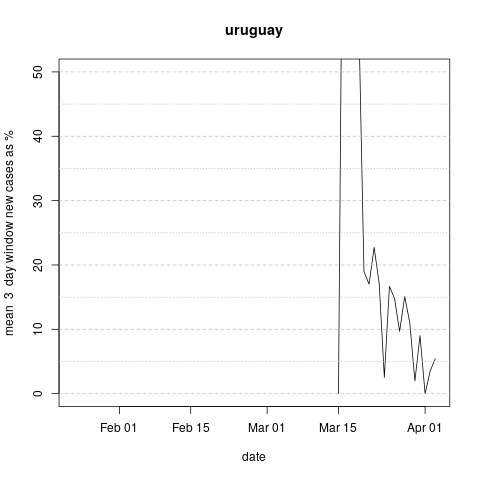 uruguay
mean 3 day window new cases as %
50
40
30
20
10
0
Feb 01
Feb 15
Mar 01
Mar 15
Apr 01
date